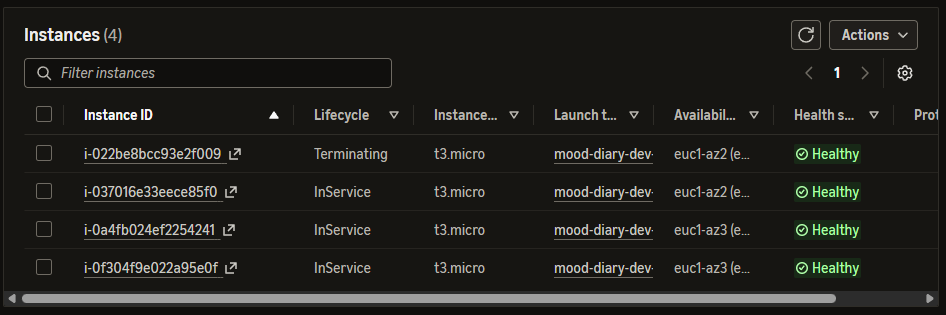 Instances (4)
Actions
Filter instances
1
Instance ID Lifecycle Instance... Launch t... Availabil... Health s... Prot
i-022be8bcc93e2f009 Terminating t3.micro mood-diary-dev- euc1-az2 (e... Healthy
i-037016e33eece85f0 InService t3.micro mood-diary-dev- euc1-az2 (e... Healthy
i-0a4fb024ef2254241 InService t3.micro mood-diary-dev- euc1-az3 (e... Healthy
i-0f304f9e022a95e0f InService t3.micro mood-diary-dev- euc1-az3 (e... Healthy